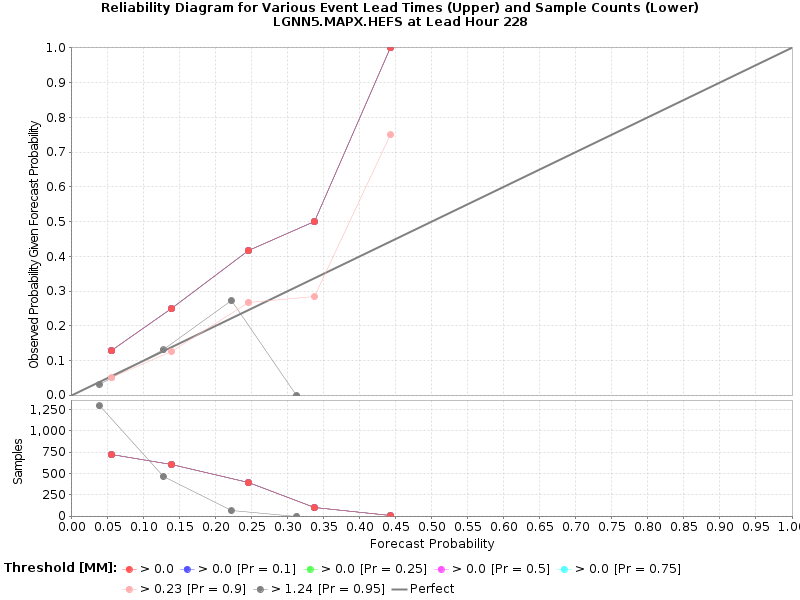 Reliability Diagram for Various Event Lead Times (Upper) and Sample Counts (Lower)
LGNN5.MAPX.HEFS at Lead Hour 228
Observed Probability Given Forecast Probability
1.0
0.9
0.8
0.7
0.6
0.5
0.4
0.3
0.2
0.1
0.0
Samples
1,250
1,000
750
500
250
0
0.00 0.05 0.10 0.15 0.20 0.25 0.30 0.35 0.40 0.45 0.50 0.55 0.60 0.65 0.70 0.75 0.80 0.85 0.90 0.95 1.0
Forecast Probability
Threshold [MM]: > 0.0 > 0.0 [Pr = 0.1] > 0.0 [Pr = 0.25] > 0.0 [Pr = 0.5] > 0.0 [Pr = 0.75]
> 0.23 [Pr = 0.9] > 1.24 [Pr = 0.95] Perfect